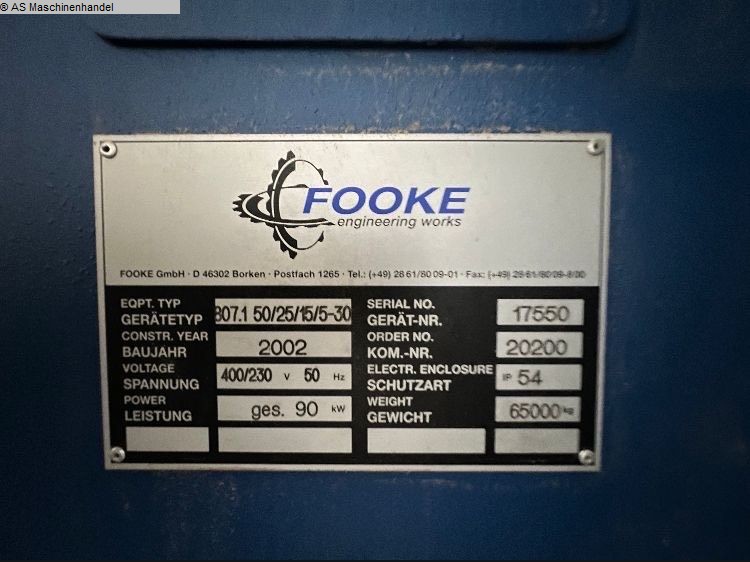 © AS Maschinenhandel
FOOKE
engineering works
FOOKE GmbH · D 46302 Borken · Postfach 1265 · Tel.: (+49) 28 61/80 09-01 · Fax: (+49) 28 61/80 09-
EQPT. TYP 807.1 50/25/15/5-30 SERIAL NO. 17550
GERÄTETYP GERÄT-NR.
CONSTR. YEAR 2002 ORDER NO. 20200
BAUJAHR KOM.-NR.
VOLTAGE 400/230 V 50 Hz ELECTR. ENCLOSURE IP 54
SPANNUNG SCHUTZART
POWER ges. 90 kW WEIGHT 65000 kg
LEISTUNG GEWICHT